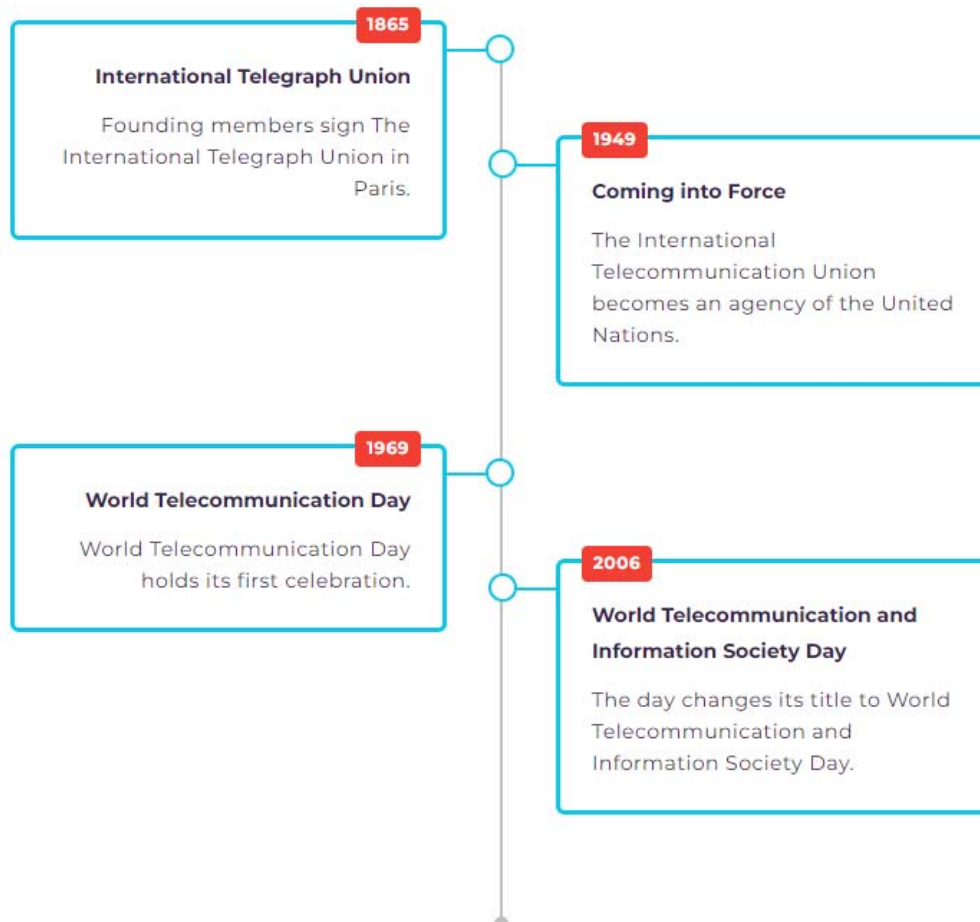 1865
International Telegraph Union
Founding members sign The
International Telegraph Union in
Paris.
1949
Coming into Force
The International
Telecommunication Union
becomes an agency of the United
Nations.
1969
World Telecommunication Day
World Telecommunication Day
holds its first celebration.
2006
World Telecommunication and
Information Society Day
The day changes its title to World
Telecommunication and
Information Society Day.